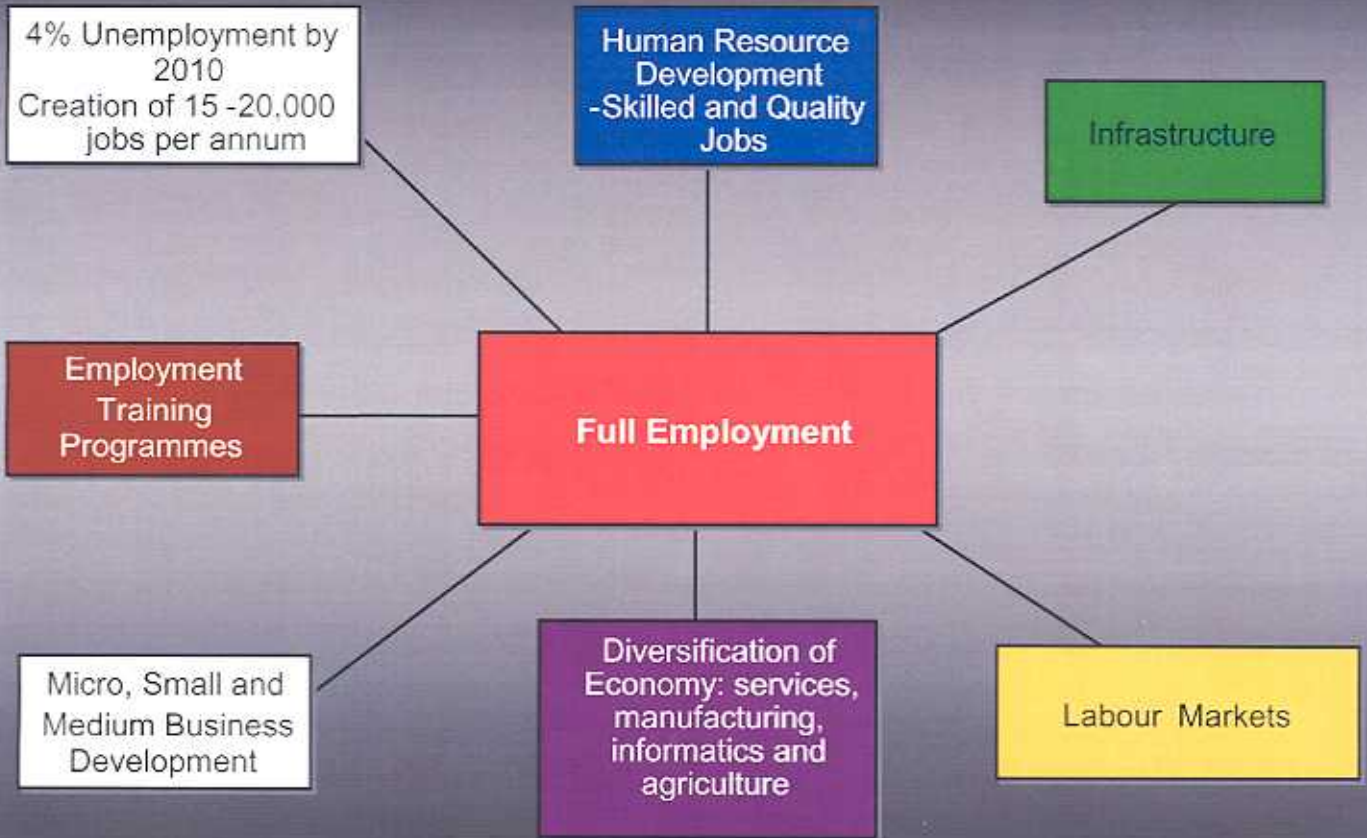 4% Unemployment by
2010
Creation of 15 -20.000
jobs per annum
Human Resource
Development
-Skilled and Quality
Jobs
Infrastructure
Employment
Training
Programmes
Full Employment
Micro, Small and
Medium Business
Development
Diversification of
Economy: services,
manufacturing,
informatics and
agriculture
Labour Markets